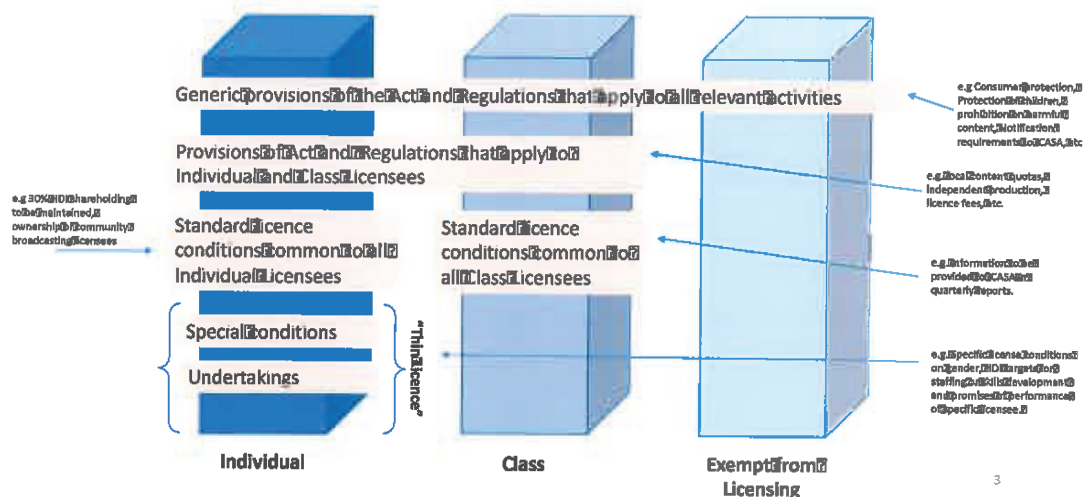 Generic provisions of the Act and Regulations that apply to all relevant activities
e.g Consumer protection,
Protection of children,
prohibition on harmful
content, Notification
requirements to CASA, etc
Provisions of Act and Regulations that apply to
Individual and Class Licensees
e.g. local content quotas,
independent production,
licence fees, etc.
e.g 30% HDI shareholding
to be maintained,
ownership of community
broadcasting licensees
Standard licence
conditions common to all
Individual Licensees
Standard licence
conditions common to
all Class Licensees
e.g. Information to be
provided to CASA in
quarterly reports.
Special conditions
Undertakings
"Thin licence"
e.g. Specific license conditions
on gender, HDI targets for
staffing or skills development
and promises of performance
of specific licensee.
Individual
Class
Exempt from
Licensing
3